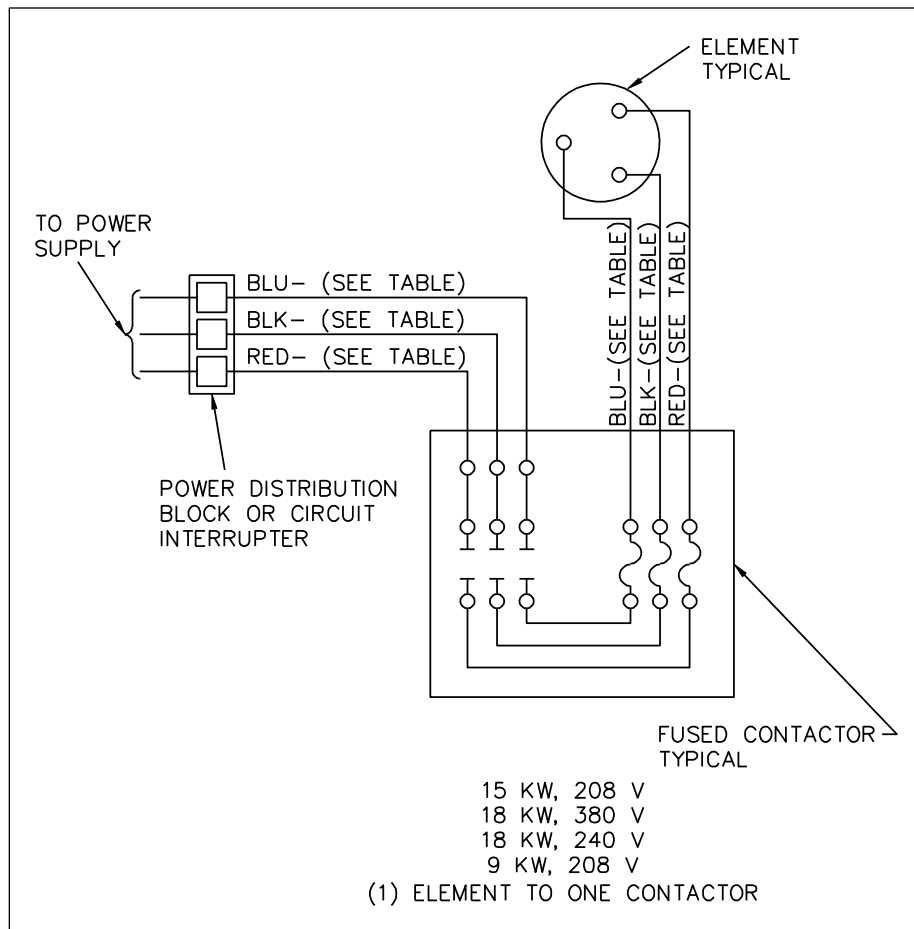 ELEMENT
TYPICAL
TO POWER
SUPPLY
BLU- (SEE TABLE)
BLK- (SEE TABLE)
RED- (SEE TABLE)
BLU-(SEE TABLE)
BLK-(SEE TABLE)
RED-(SEE TABLE)
POWER DISTRIBUTION
BLOCK OR CIRCUIT
INTERRUPTER
FUSED CONTACTOR
TYPICAL
15 KW, 208 V
18 KW, 380 V
18 KW, 240 V
9 KW, 208 V
(1) ELEMENT TO ONE CONTACTOR